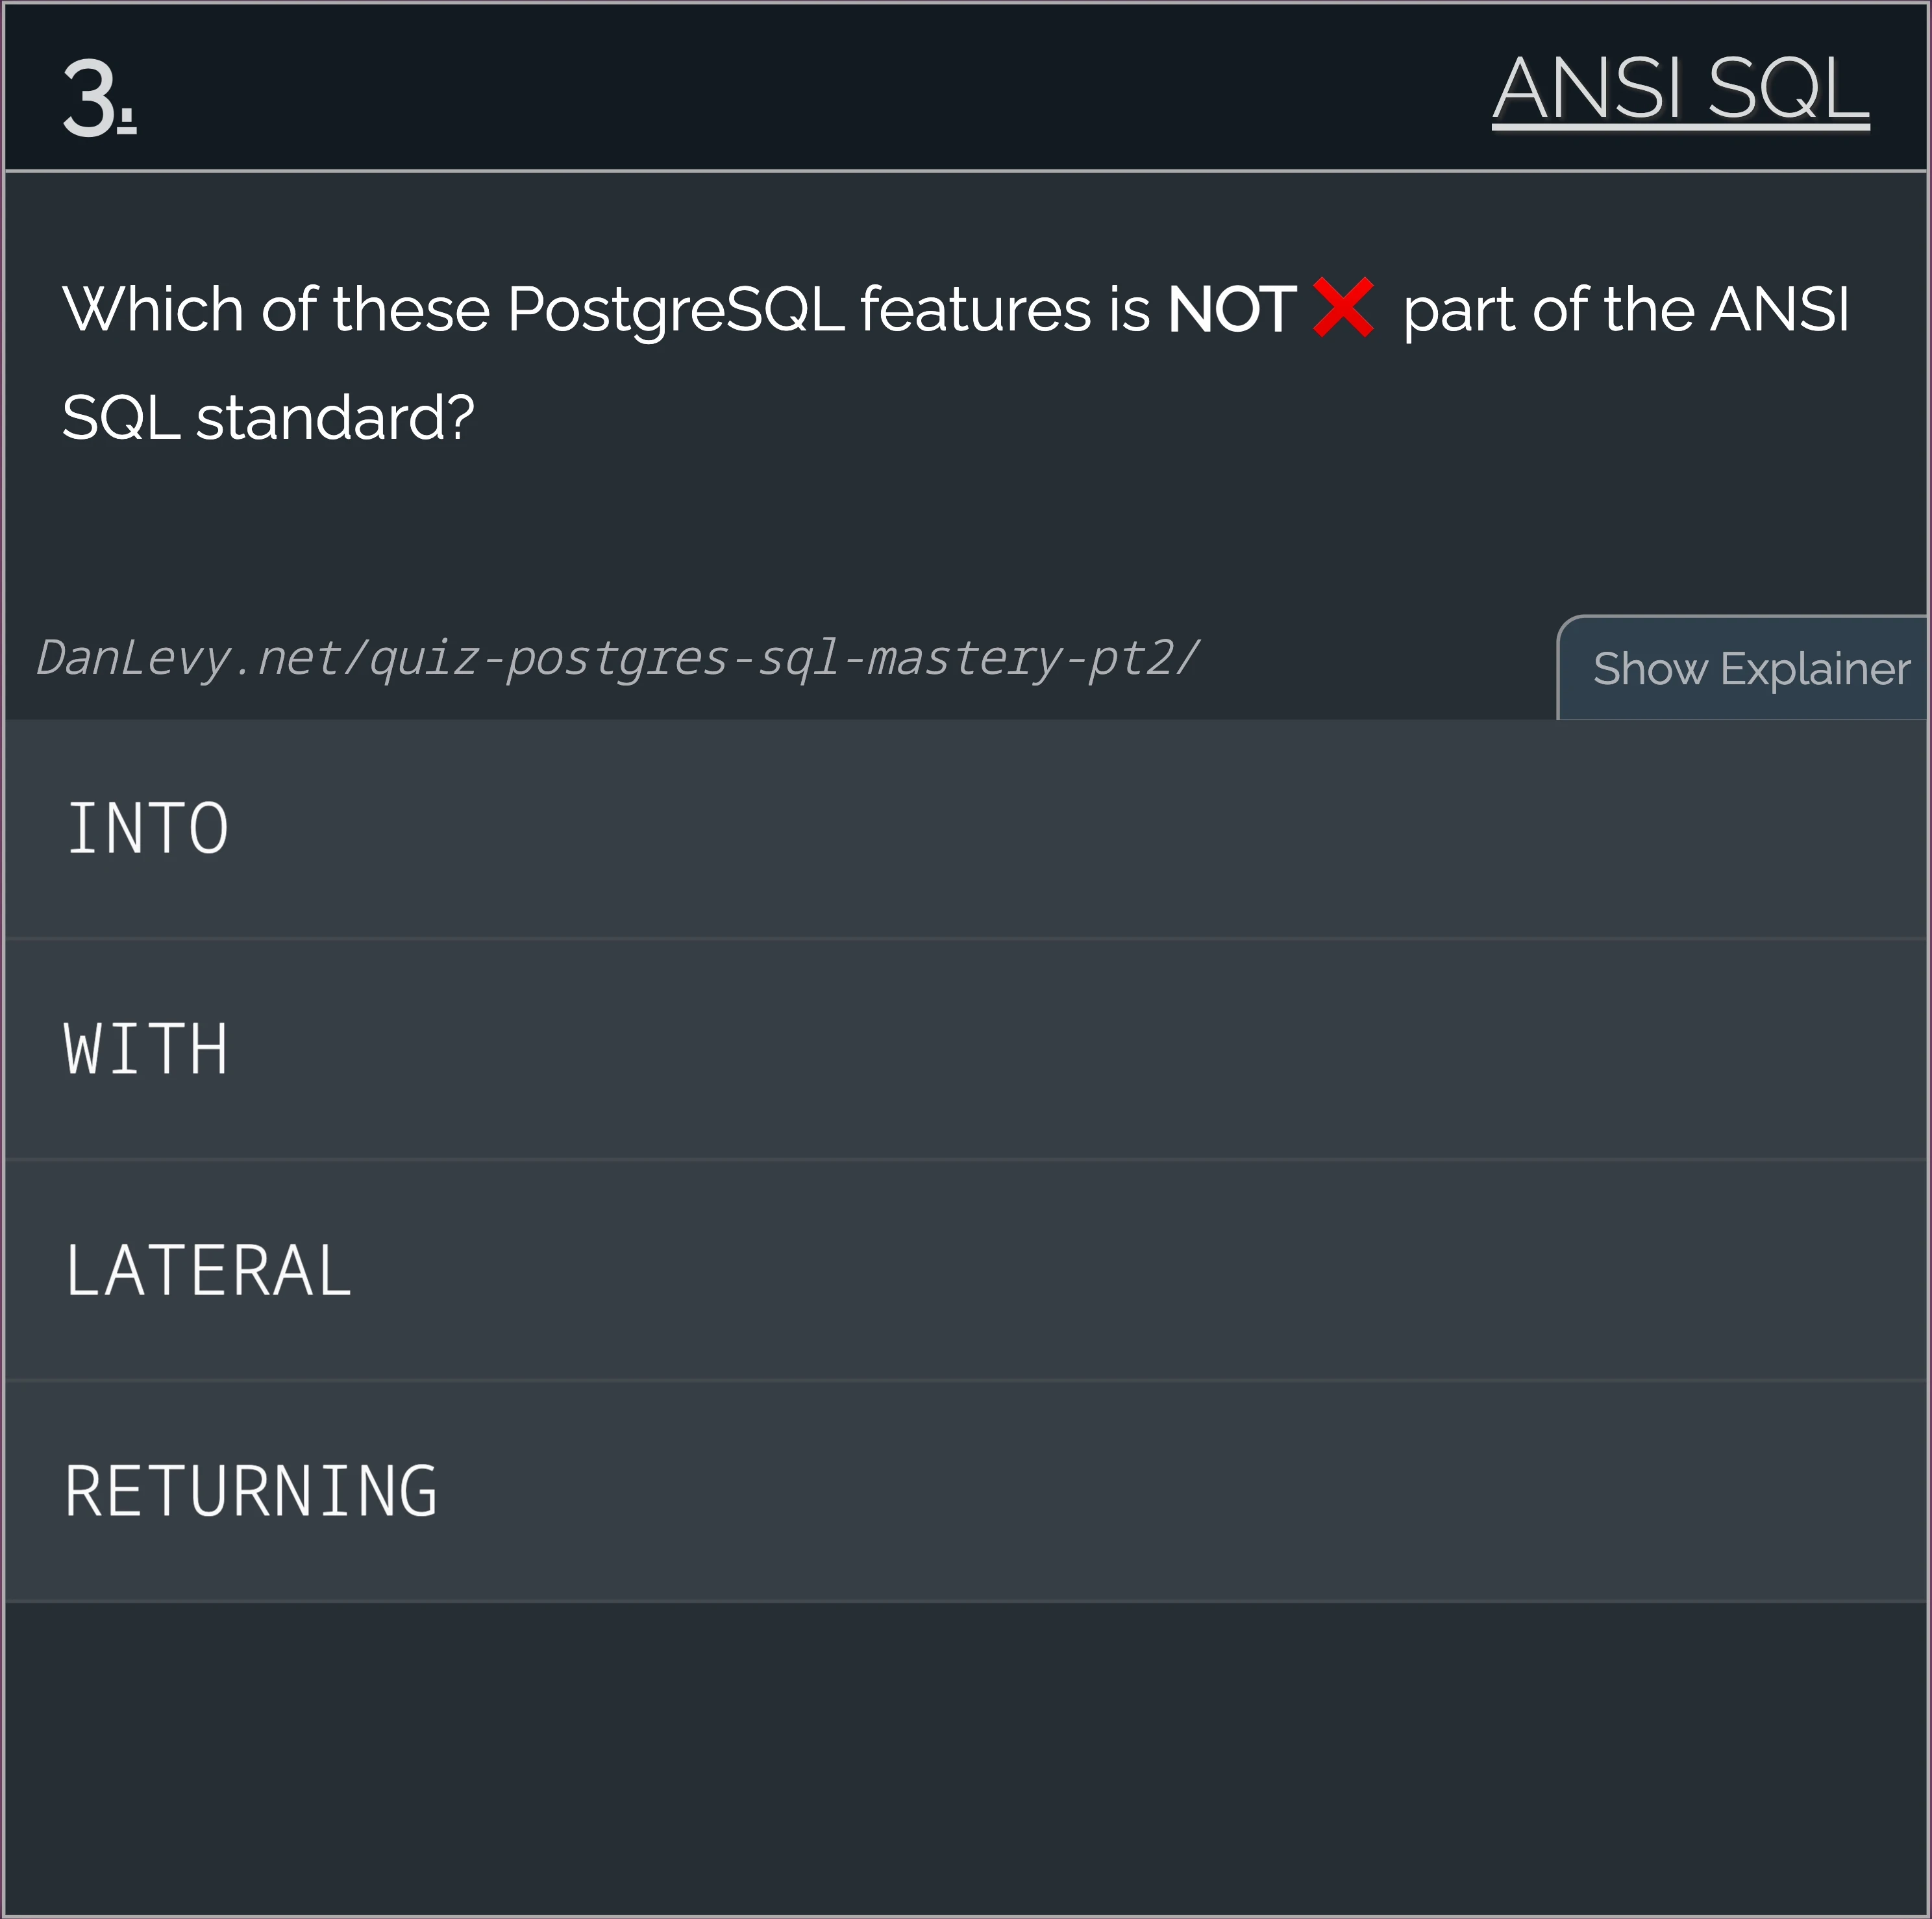 3.
ANSI SQL
Which of these PostgreSQL features is NOT ❌ part of the ANSI
SQL standard?
DanLevy.net/quiz-postgres-sql-mastery-pt2/
Show Explainer
INTO
WITH
LATERAL
RETURNING